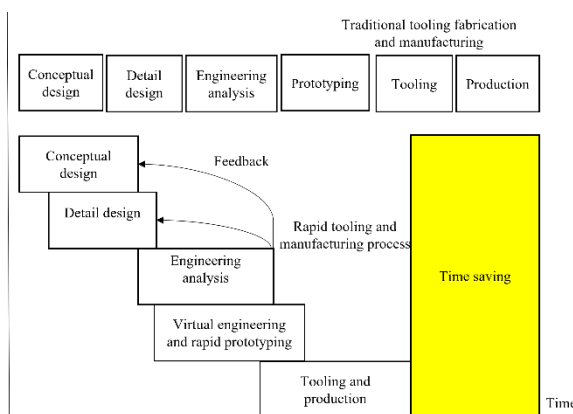 Traditional tooling fabrication
and manufacturing
Conceptual
design
Detail
design
Engineering
analysis
Prototyping
Tooling
Production
Conceptual
design
Feedback
Detail design
Rapid tooling and
manufacturing process
Engineering
analysis
Time saving
Virtual engineering
and rapid prototyping
Tooling and
production
Time